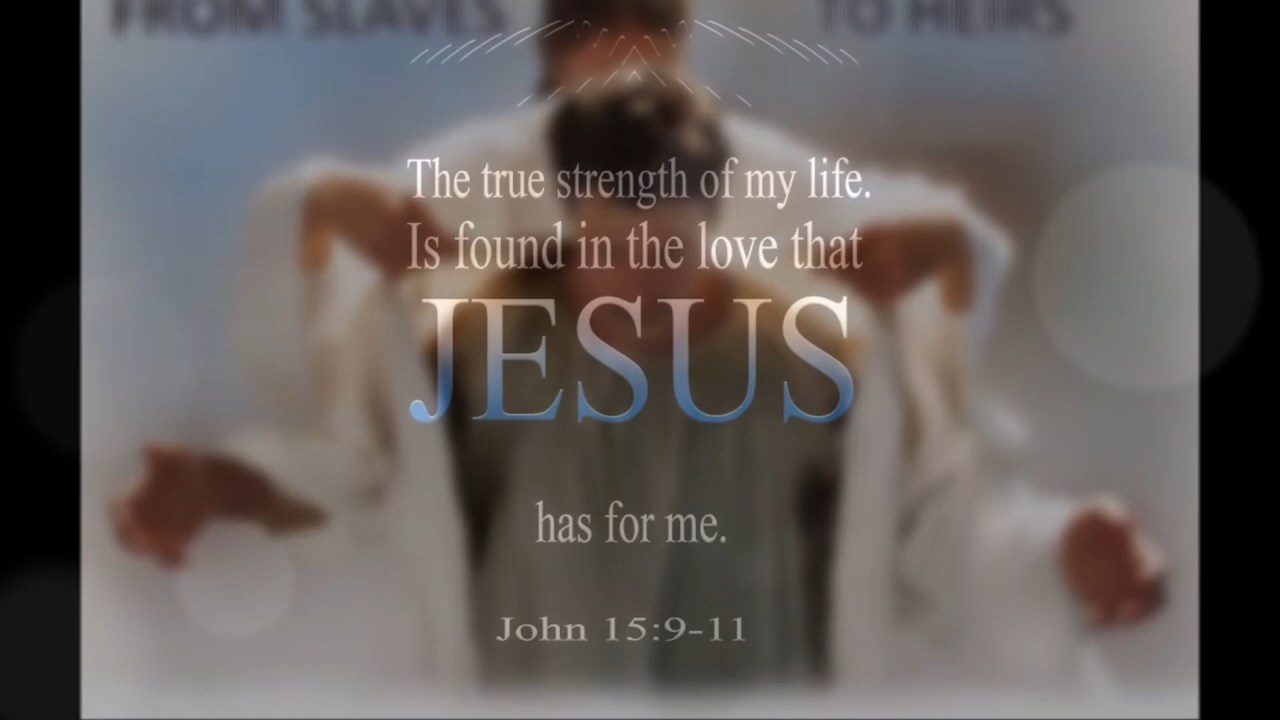 FROM SLAVES TO HEIRS
The true strength of my life.
Is found in the love that
JESUS
has for me.
John 15:9-11